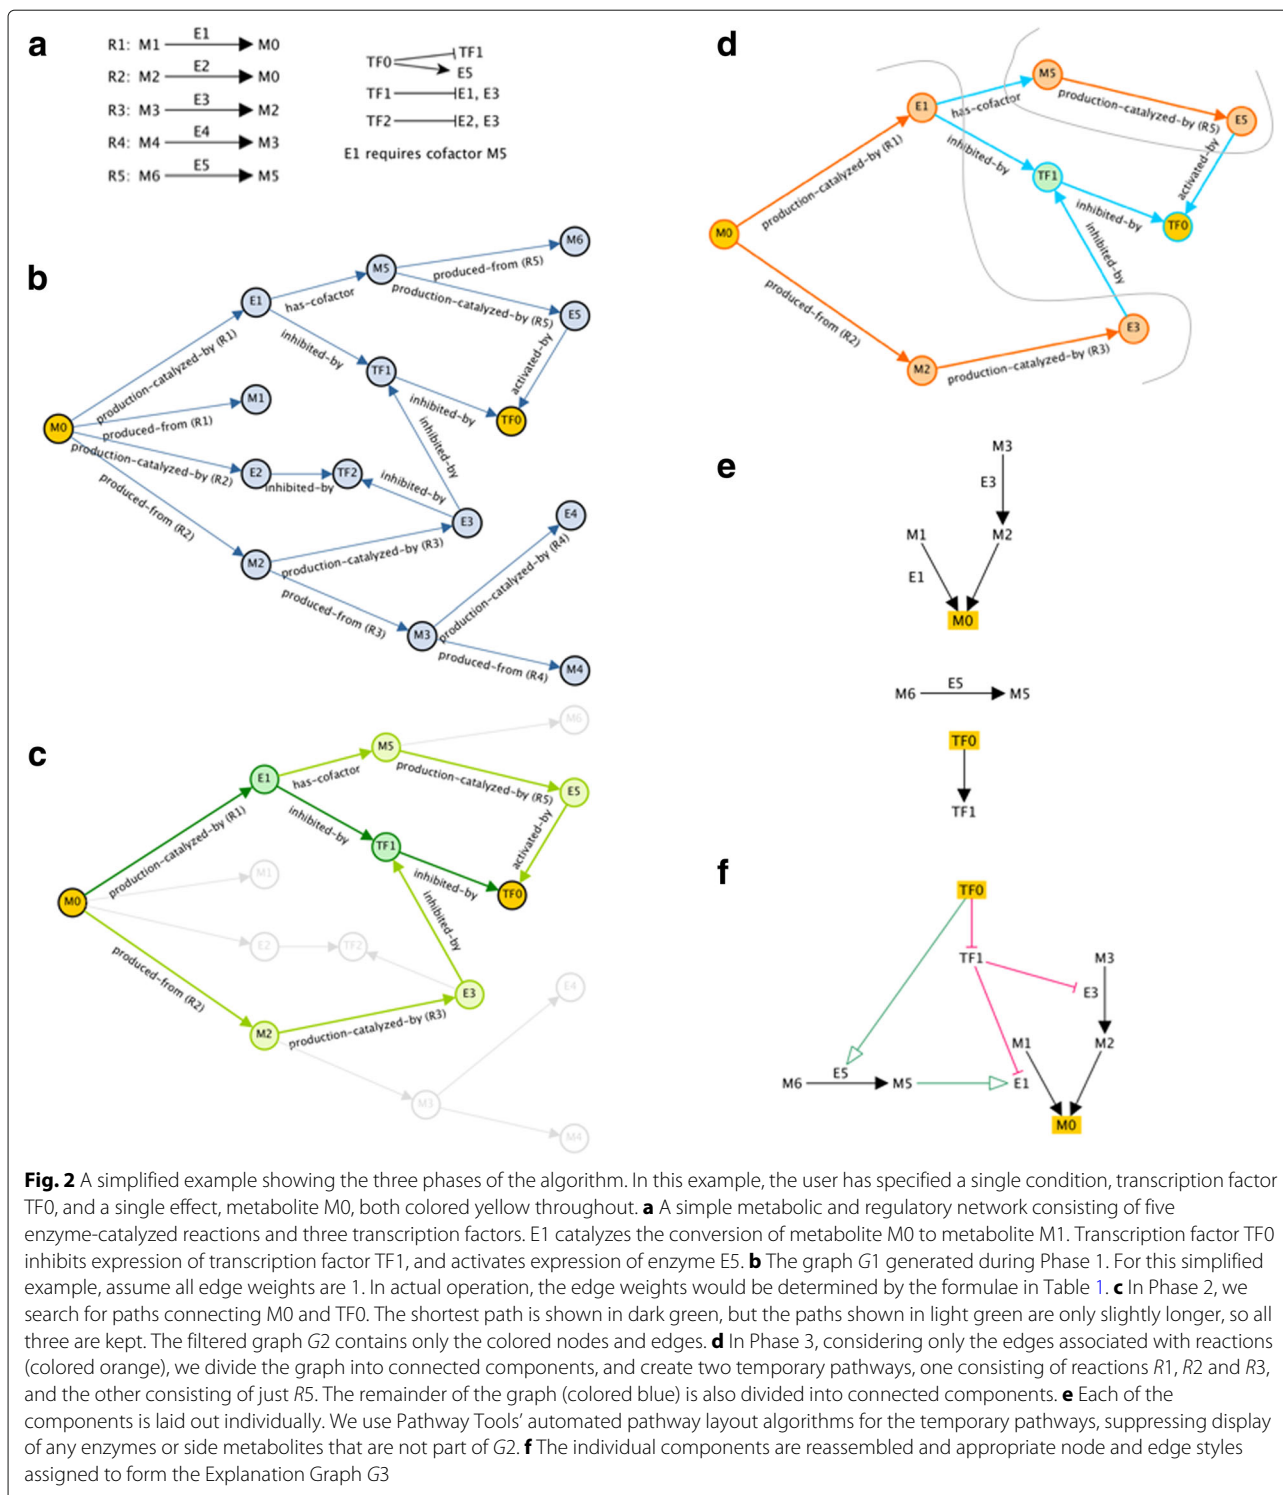 a
R1: M1 E1 M0
R2: M2 E2 M0
R3: M3 E3 M2
R4: M4 E4 M3
R5: M6 E5 M5
TF0 TF1
E5
TF1 E1, E3
TF2 E2, E3
E1 requires cofactor M5
b
M6
M5
produced-from (R5)
E1
has-cofactor
production-catalyzed-by (R5)
E5
production-catalyzed-by (R1)
inhibited-by
TF1
activated-by
M1
inhibited-by
TF0
M0
produced-from (R1)
production-catalyzed-by (R2)
E2
inhibited-by
TF2
inhibited-by
inhibited-by
produced-from (R2)
E3
E4
M2
production-catalyzed-by (R3)
produced-from (R3)
production-catalyzed-by (R4)
M3
produced-from (R4)
M4
c
M6
M5
E1
has-cofactor
production-catalyzed-by (R5)
E5
production-catalyzed-by (R1)
inhibited-by
TF1
activated-by
M1
inhibited-by
TF0
M0
E2
TF2
inhibited-by
produced-from (R2)
E3
E4
M2
production-catalyzed-by (R3)
M3
M4
d
M5
E1
has-cofactor
production-catalyzed-by (R5)
E5
production-catalyzed-by (R1)
inhibited-by
TF1
activated-by
inhibited-by
TF0
M0
inhibited-by
produced-from (R2)
E3
M2
production-catalyzed-by (R3)
e
M3
E3
M1
M2
E1
M0
M6 E5 M5
TF0
TF1
f
TF0
TF1
M3
E3
M1
M2
E5
M6
M5
E1
M0
Fig. 2 A simplified example showing the three phases of the algorithm. In this example, the user has specified a single condition, transcription factor
TF0, and a single effect, metabolite M0, both colored yellow throughout. a A simple metabolic and regulatory network consisting of five
enzyme-catalyzed reactions and three transcription factors. E1 catalyzes the conversion of metabolite M0 to metabolite M1. Transcription factor TF0
inhibits expression of transcription factor TF1, and activates expression of enzyme E5. b The graph G1 generated during Phase 1. For this simplified
example, assume all edge weights are 1. In actual operation, the edge weights would be determined by the formulae in Table 1. c In Phase 2, we
search for paths connecting M0 and TF0. The shortest path is shown in dark green, but the paths shown in light green are only slightly longer, so all
three are kept. The filtered graph G2 contains only the colored nodes and edges. d In Phase 3, considering only the edges associated with reactions
(colored orange), we divide the graph into connected components, and create two temporary pathways, one consisting of reactions R1, R2 and R3,
and the other consisting of just R5. The remainder of the graph (colored blue) is also divided into connected components. e Each of the
components is laid out individually. We use Pathway Tools' automated pathway layout algorithms for the temporary pathways, suppressing display
of any enzymes or side metabolites that are not part of G2. f The individual components are reassembled and appropriate node and edge styles
assigned to form the Explanation Graph G3